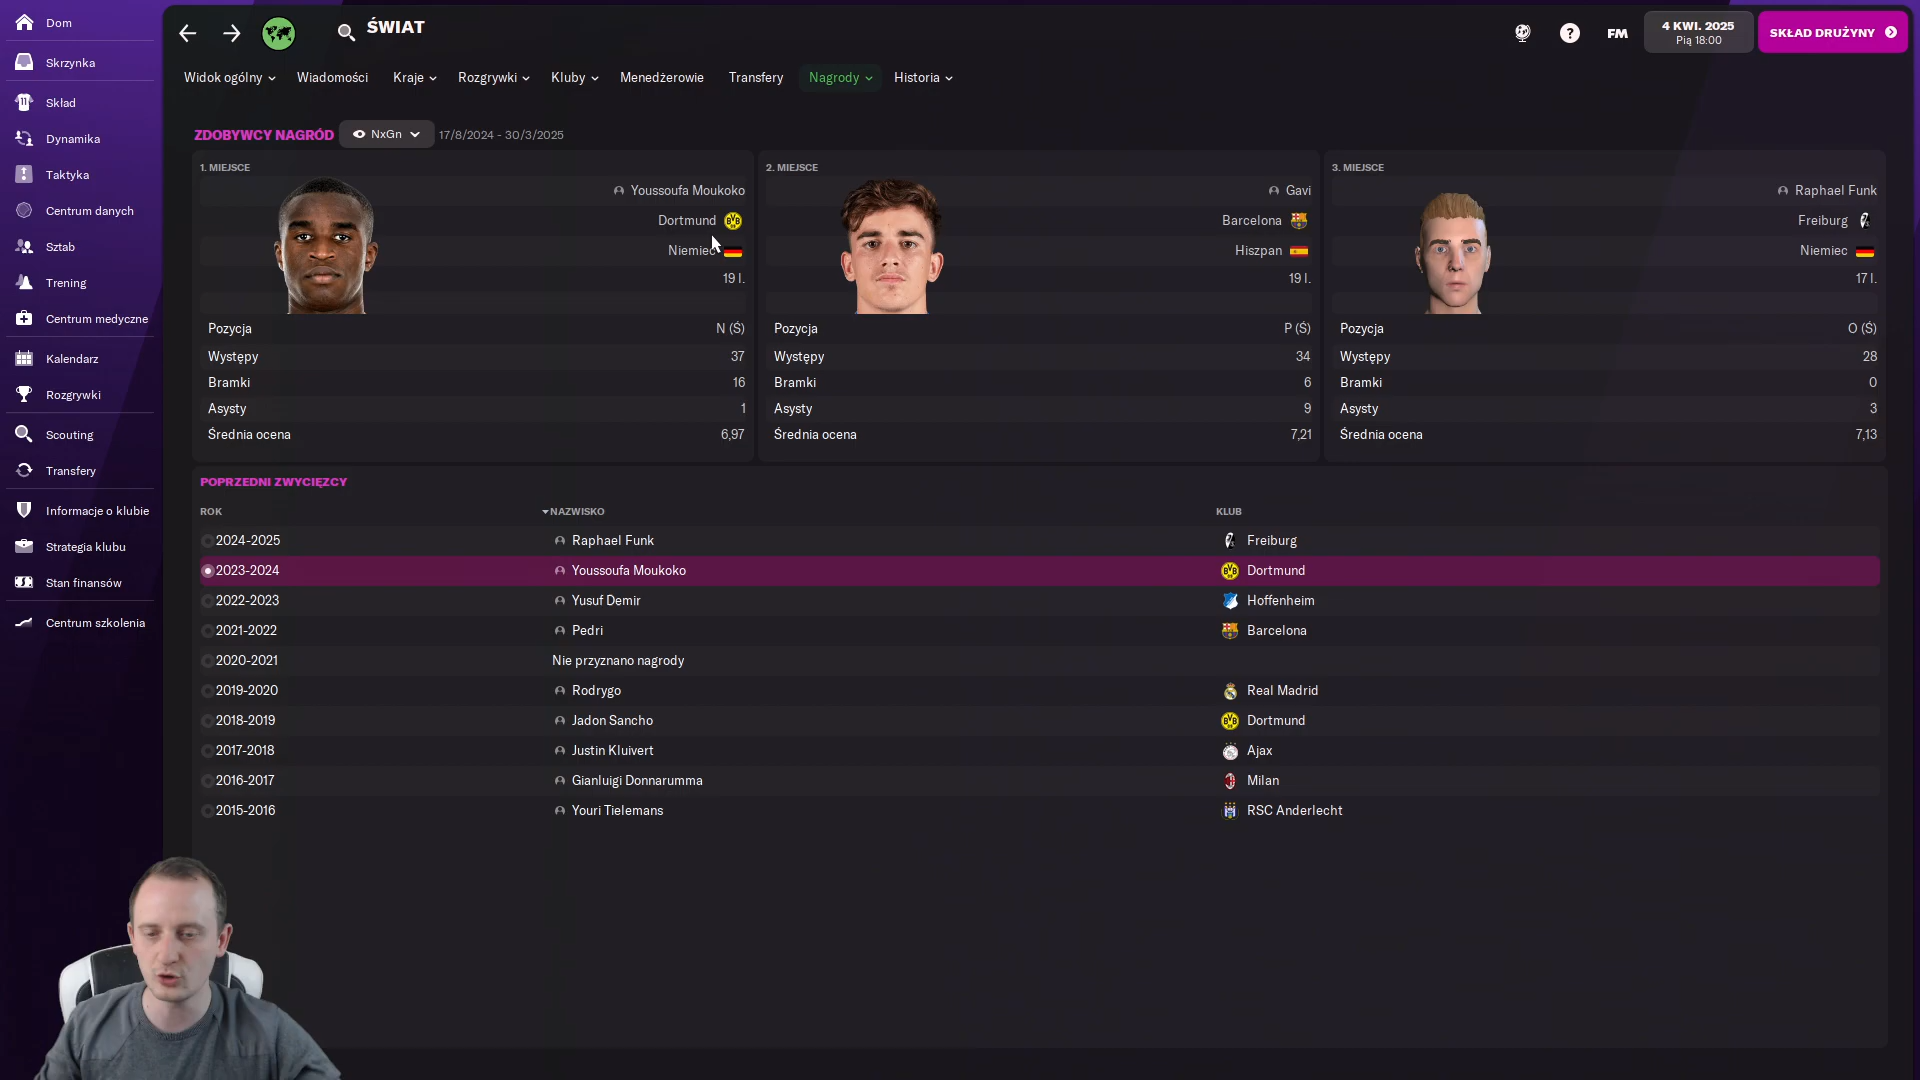 Dom
Skrzynka
Skład
Dynamika
Taktyka
Centrum danych
Sztab
Trening
Centrum medyczne
Kalendarz
Rozgrywki
Scouting
Transfery
Informacje o klubie
Strategia klubu
Stan finansów
Centrum szkolenia
ŚWIAT
? FM
4 KWI. 2025
Pią 18:00
SKŁAD DRUŻYNY
Widok ogólny Wiadomości Kraje Rozgrywki Kluby Menedżerowie Transfery Nagrody Historia
ZDOBYWCY NAGRÓD NxGn 17/8/2024 - 30/3/2025
1. MIEJSCE
Youssoufa Moukoko
Dortmund
Niemiec
19 l.
Pozycja N (Ś)
Występy 37
Bramki 16
Asysty 1
Średnia ocena 6,97
2. MIEJSCE
Gavi
Barcelona
Hiszpan
19 l.
Pozycja P (Ś)
Występy 34
Bramki 6
Asysty 9
Średnia ocena 7,21
3. MIEJSCE
Raphael Funk
Freiburg
Niemiec
17 l.
Pozycja O (Ś)
Występy 28
Bramki 0
Asysty 3
Średnia ocena 7,13
POPRZEDNI ZWYCIĘZCY
ROK NAZWISKO KLUB
2024-2025 Raphael Funk Freiburg
2023-2024 Youssoufa Moukoko Dortmund
2022-2023 Yusuf Demir Hoffenheim
2021-2022 Pedri Barcelona
2020-2021 Nie przyznano nagrody
2019-2020 Rodrygo Real Madrid
2018-2019 Jadon Sancho Dortmund
2017-2018 Justin Kluivert Ajax
2016-2017 Gianluigi Donnarumma Milan
2015-2016 Youri Tielemans RSC Anderlecht